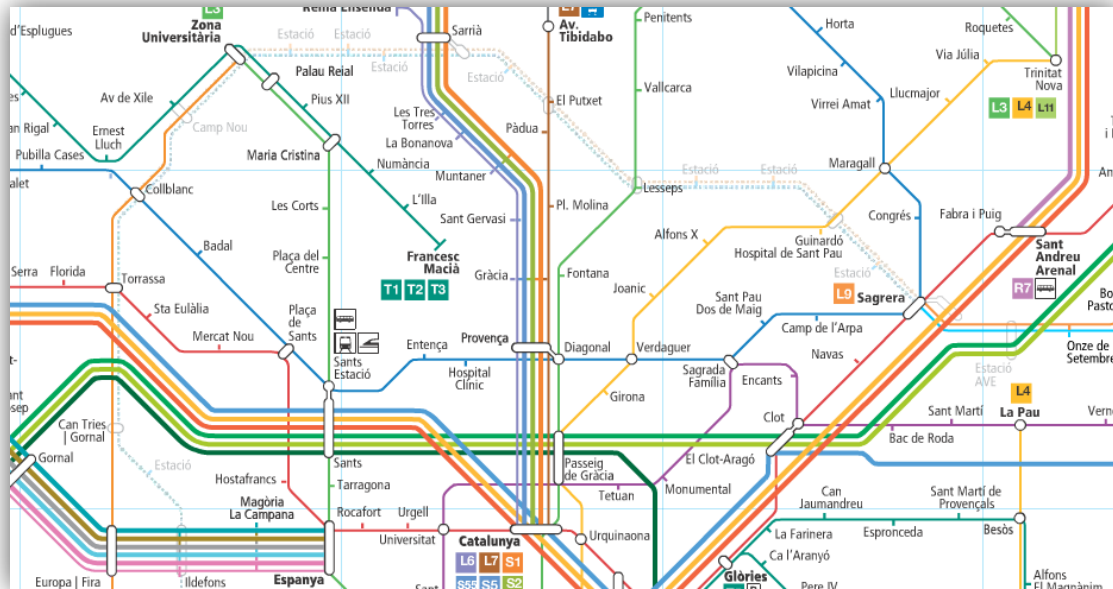 L3
Zona
Universitària
d'Esplugues
Estació
Estació
Estació
Reina Elisenda
Sarrià
Estació
L7
Av.
Tibidabo
Penitents
Horta
Roquetes
Via Júlia
Trinitat
Nova
L3 L4 L11
Palau Reial
Pius XII
Av de Xile
Camp Nou
Ernest
Lluch
an Rigal
Pubilla Cases
alet
Maria Cristina
Les Tres
Torres
La Bonanova
Muntaner
El Putxet
Pàdua
Vallcarca
Vilapicina
Virrei Amat
Llucmajor
Maragall
Numància
L'Illa
Collblanc
Les Corts
Badal
Plaça del
Centre
Francesc
Macià
T1 T2 T3
Sant Gervasi
Gràcia
Pl. Molina
Lesseps
Estació
Estació
Fontana
Alfons X
Joanic
Guinardó
Hospital de Sant Pau
Congrés
Estació
Fabra i Puig
Sant
Andreu
Arenal
R7
L9 Sagrera
Serra
Florida
Torrassa
Sta Eulàlia
Mercat Nou
Plaça
de
Sants
Sants
Estació
Entença
Hospital
Clínic
Provença
Diagonal
Verdaguer
Sant Pau
Dos de Maig
Camp de l'Arpa
Sagrada
Família
Encants
Navas
Onze de
Setembre
Estació
AVE
L4
La Pau
Girona
Clot
Sant Martí
Bac de Roda
El Clot-Aragó
Can Tries
| Gornal
Gornal
Estació
Sants
Tarragona
Hostafrancs
Magòria
La Campana
Rocafort
Urgell
Universitat
Catalunya
L6 L7 S1
S55 S5 S2
Passeig
de Gràcia
Tetuan
Monumental
Urquinaona
Can
Jaumandreu
Sant Martí de
Provençals
La Farinera
Espronceda
Besòs
Ca l'Aranyó
Glòries
Pere IV
Alfons
El Magnànim
Europa | Fira
Ildefons
Espanya